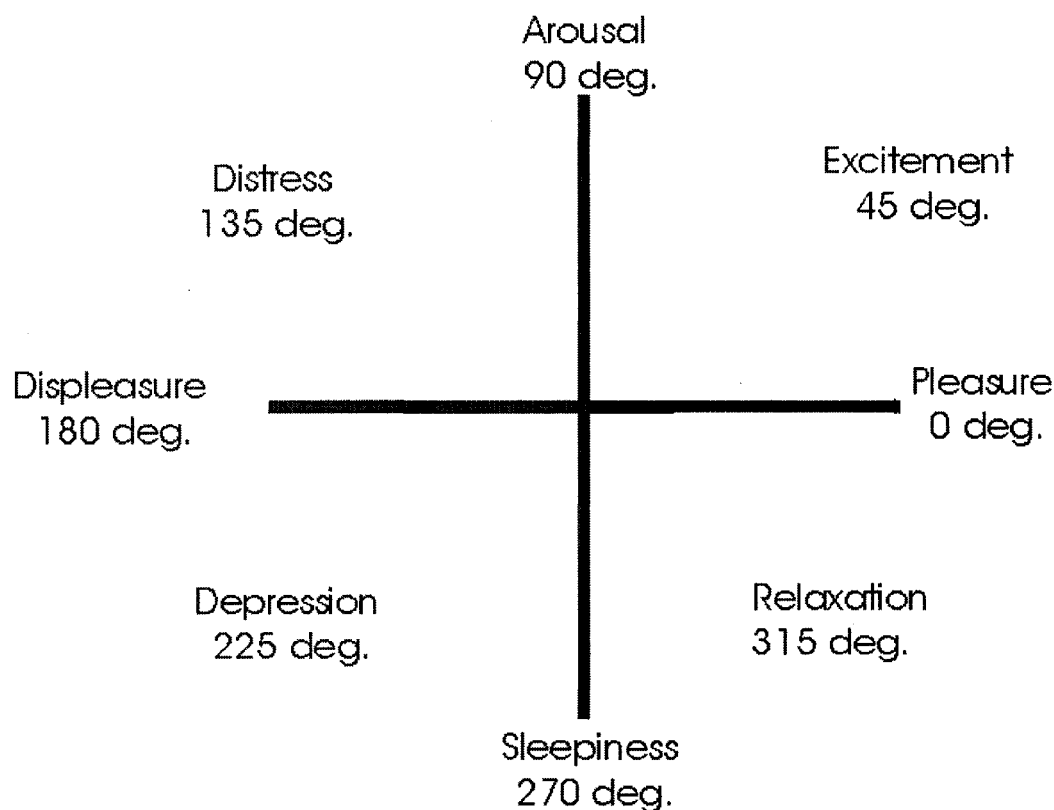 Arousal
90 deg.
Excitement
45 deg.
Distress
135 deg.
Displeasure
180 deg.
Pleasure
0 deg.
Depression
225 deg.
Relaxation
315 deg.
Sleepiness
270 deg.